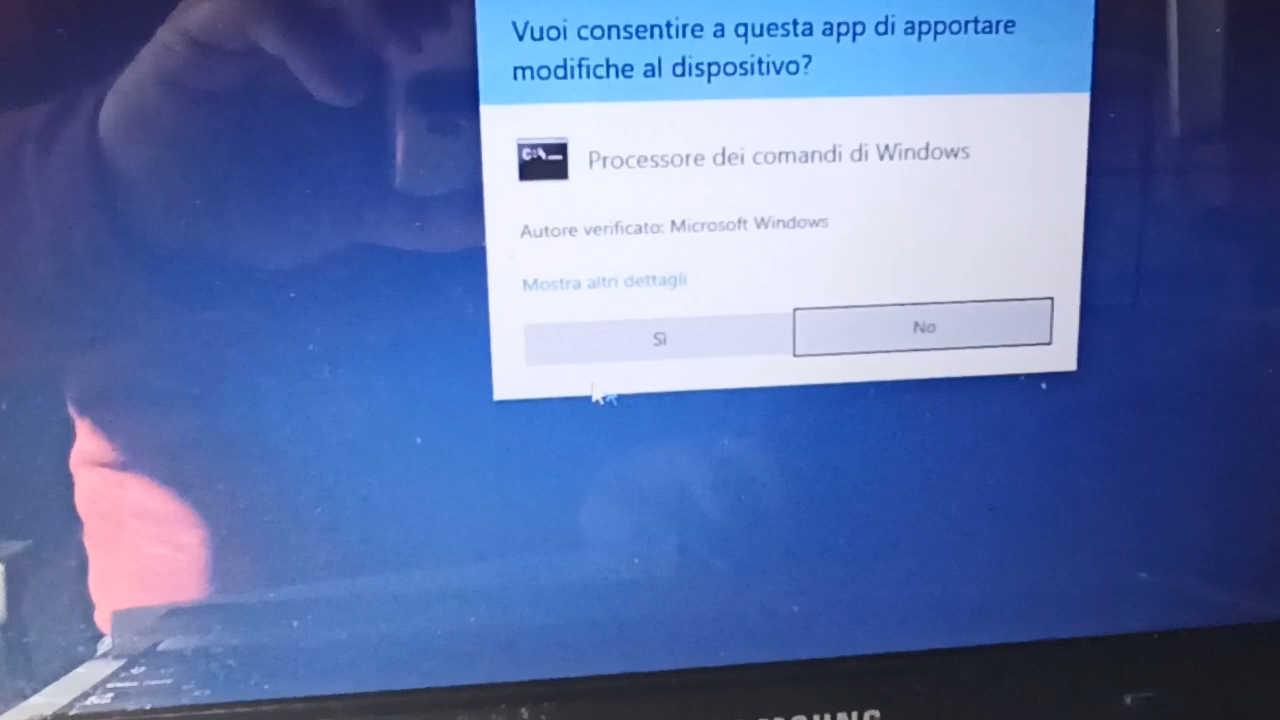 Vuoi consentire a questa app di apportare
modifiche al dispositivo?
C:\_
Processore dei comandi di Windows
Autore verificato: Microsoft Windows
Mostra altri dettagli
Sì
No